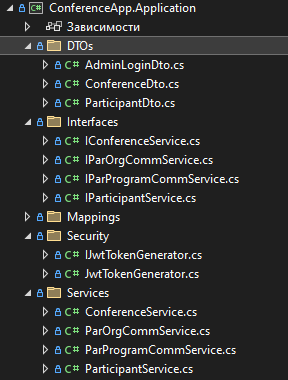 ConferenceApp.Application
Зависимости
DTOs
AdminLoginDto.cs
ConferenceDto.cs
ParticipantDto.cs
Interfaces
IConferenceService.cs
IParOrgCommService.cs
IParProgramCommService.cs
IParticipantService.cs
Mappings
Security
IJwtTokenGenerator.cs
JwtTokenGenerator.cs
Services
ConferenceService.cs
ParOrgCommService.cs
ParProgramCommService.cs
ParticipantService.cs